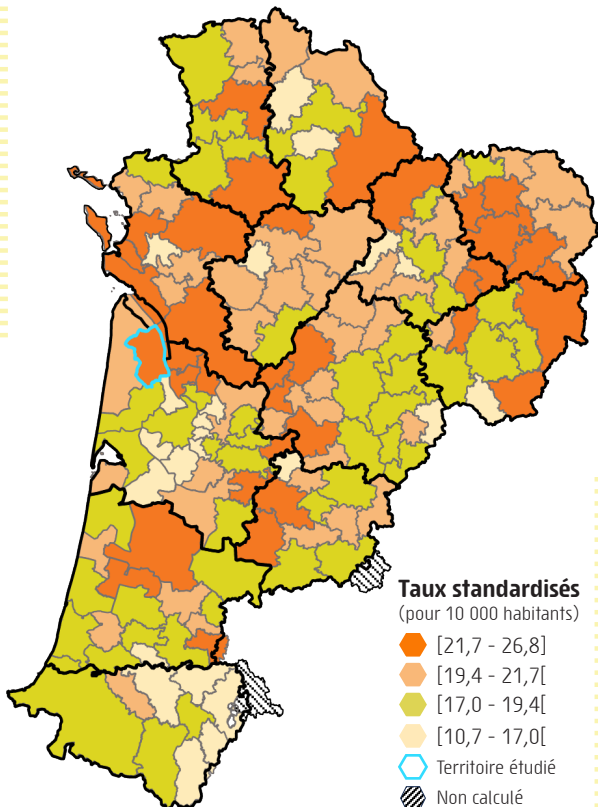 Taux standardisés
(pour 10 000 habitants)
[21,7 - 26,8]
[19,4 - 21,7[
[17,0 - 19,4[
[10,7 - 17,0[
Territoire étudié
Non calculé